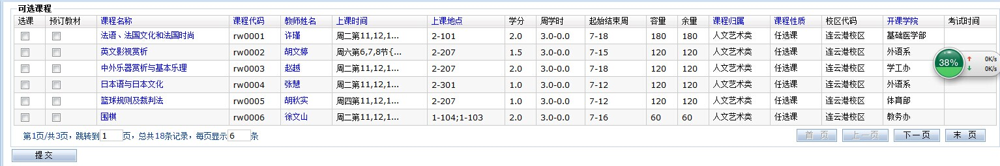 可选课程
选课 预订教材 课程名称 课程代码 教师姓名 上课时间 上课地点 学分 周学时 起始结束周 容量 余量 课程归属 课程性质 校区代码 开课学院 考试时间
法语、法国文化和法国时尚 rw0001 许瑾 周二第11,12,1... 2-101 2.0 3.0-0.0 7-18 180 180 人文艺术类 任选课 连云港校区 基础医学部
英文影视赏析 rw0002 胡文婷 周六第6,7,8节{... 2-207 1.5 3.0-0.0 7-15 120 120 人文艺术类 任选课 连云港校区 外语系
中外乐器赏析与基本乐理 rw0003 赵越 周二第11,12,1... 2-207 2.0 3.0-0.0 7-18 120 120 人文艺术类 任选课 连云港校区 学工办
日本语与日本文化 rw0004 张慧 周二第11,12,1... 2-301 1.0 3.0-0.0 7-12 120 120 人文艺术类 任选课 连云港校区 外语系
篮球规则及裁判法 rw0005 胡秋实 周四第11,12,1... 2-207 1.0 3.0-0.0 7-12 120 120 人文艺术类 任选课 连云港校区 体育部
围棋 rw0006 徐文山 周二第11,12,1... 1-104;1-103 2.0 3.0-0.0 7-16 60 60 人文艺术类 任选课 连云港校区 教务办
38% 0K/s
0K/s
第1页/共3页，跳转到 1 页，总共18条记录，每页显示 6 条 首 页 上一页 下一页 末 页
提交